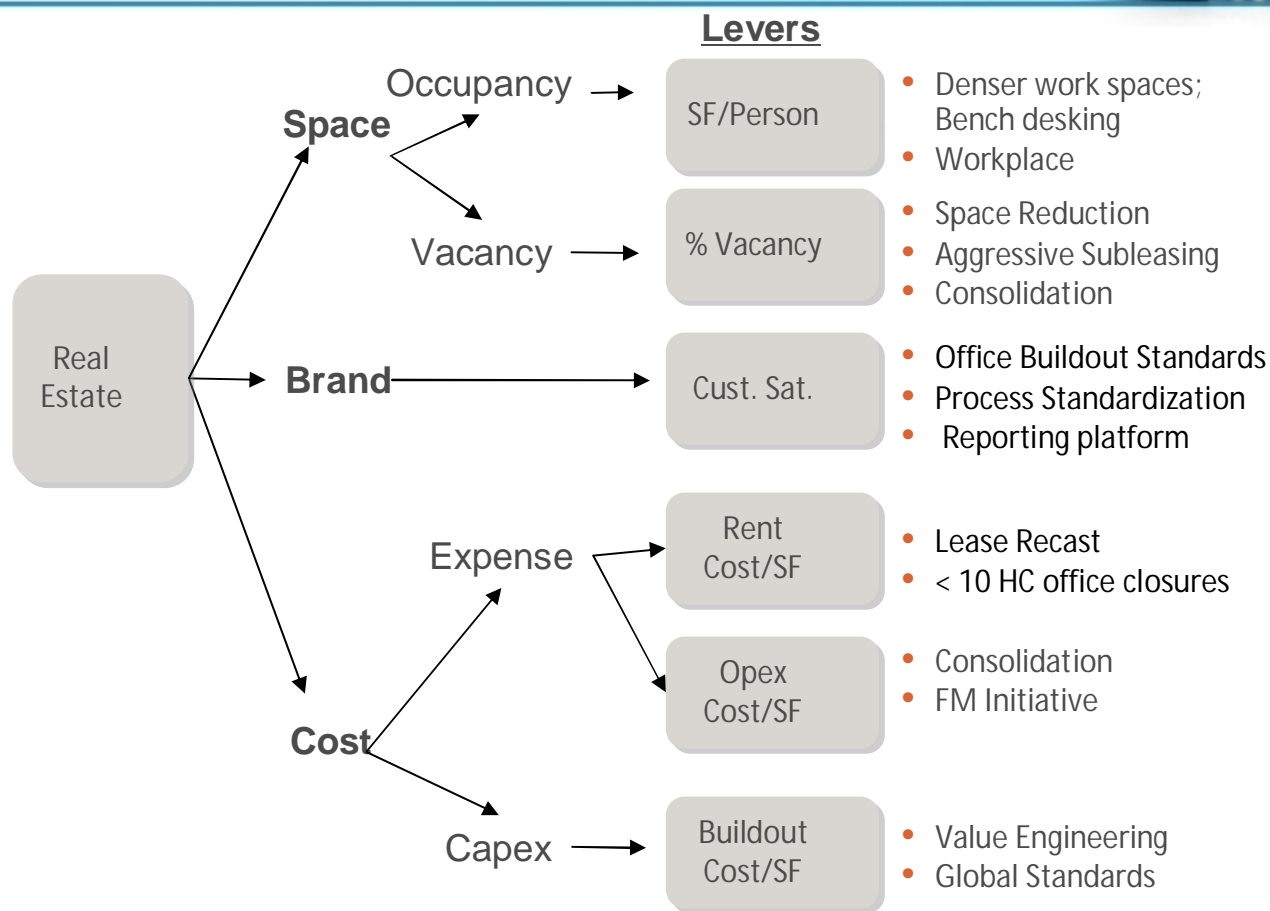 Levers
Occupancy
Space
Vacancy
SF/Person
• Denser work spaces;
Bench desking
• Workplace
% Vacancy
• Space Reduction
• Aggressive Subleasing
• Consolidation
Real
Estate
Brand
Cust. Sat.
• Office Buildout Standards
• Process Standardization
• Reporting platform
Cost
Expense
Rent
Cost/SF
• Lease Recast
• < 10 HC office closures
Opex
Cost/SF
• Consolidation
• FM Initiative
Capex
Buildout
Cost/SF
• Value Engineering
• Global Standards